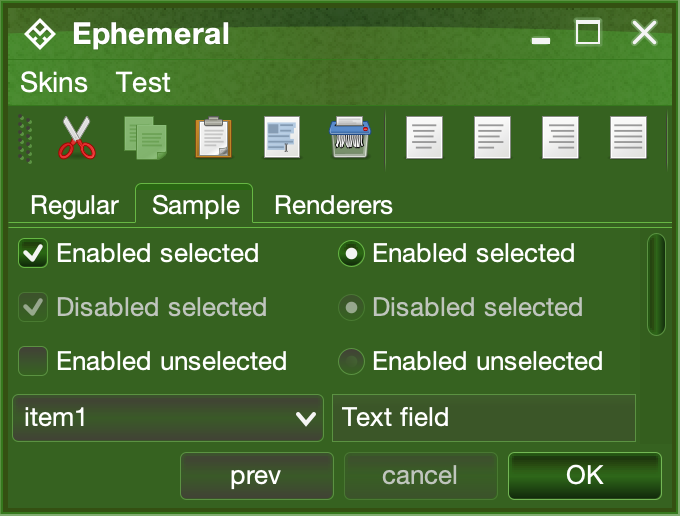 Ephemeral
Skins Test
Regular Sample Renderers
Enabled selected Enabled selected
Disabled selected Disabled selected
Enabled unselected Enabled unselected
item1 Text field
prev cancel OK